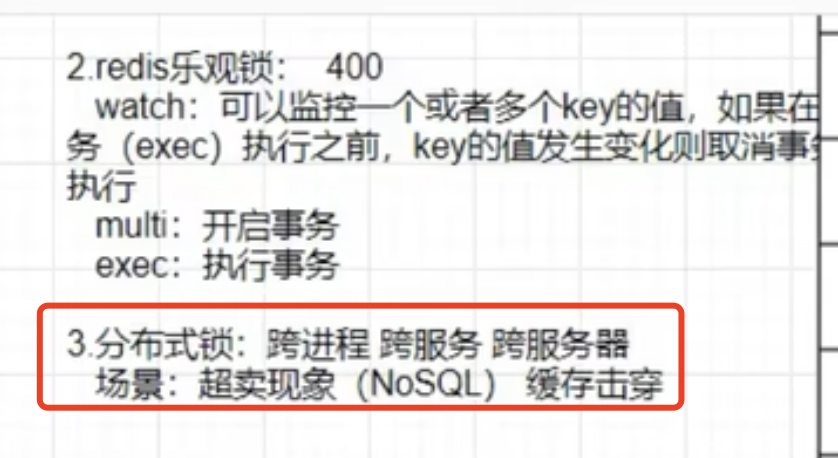 2.redis乐观锁： 400
watch：可以监控一个或者多个key的值，如果在
务（exec）执行之前，key的值发生变化则取消事务
执行
multi：开启事务
exec：执行事务
3.分布式锁：跨进程 跨服务 跨服务器
场景：超卖现象（NoSQL） 缓存击穿